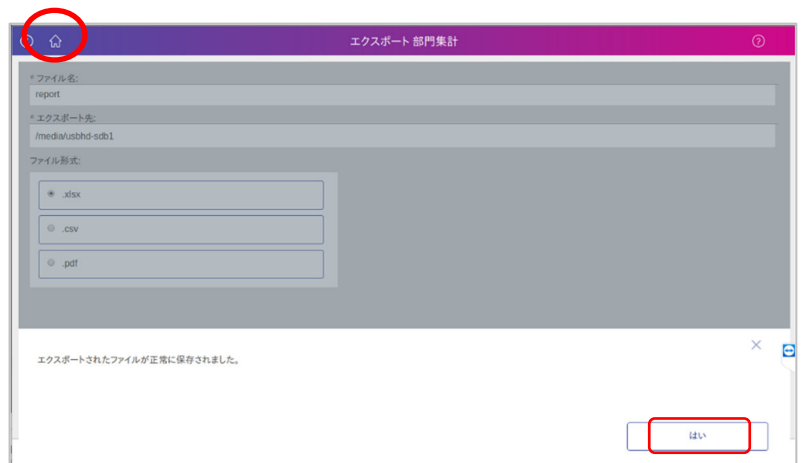 エクスポート 部門集計
* ファイル名:
report
* エクスポート先:
/media/usbhd-sdb1
ファイル形式:
.xlsx
.csv
.pdf
エクスポートされたファイルが正常に保存されました。
はい